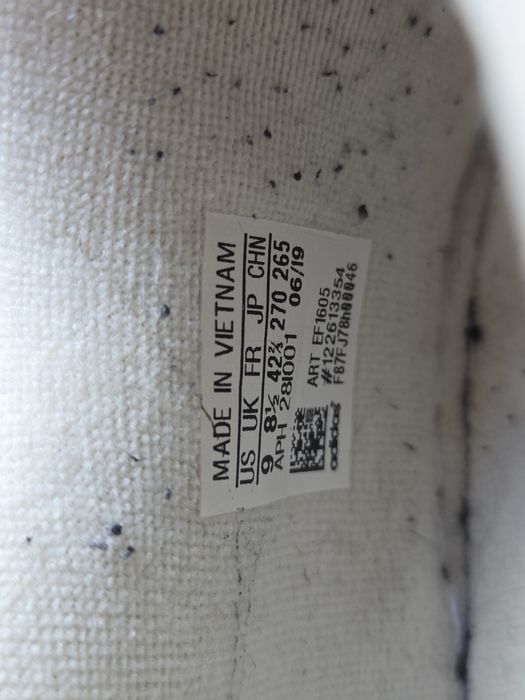 MADE IN VIETNAM
US UK FR JP CHN
9 8½ 42⅔ 270 265
APH 281001 06/19
ART EF1605
#122613354
F87FJ78h00046
adidas